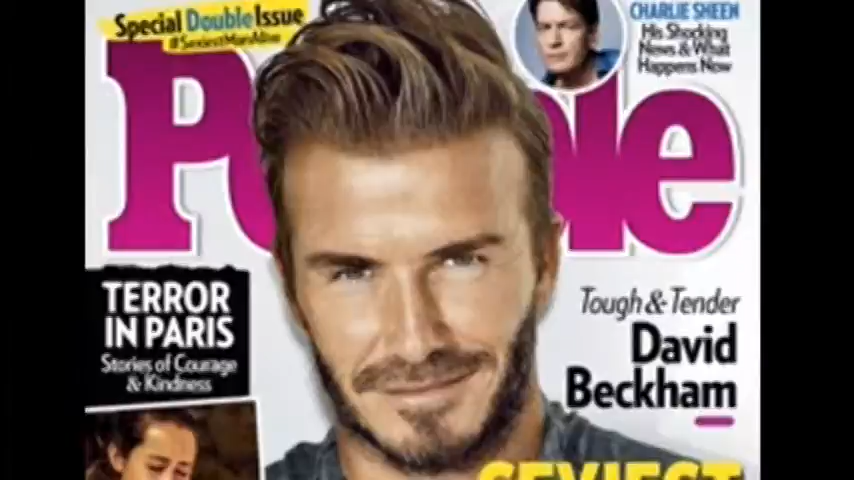 Special Double Issue
#SexiestManAlive
CHARLIE SHEEN
His Shocking
News & What
Happens Now
People
TERROR
IN PARIS
Stories of Courage
& Kindness
Tough & Tender
David
Beckham
SEXIEST